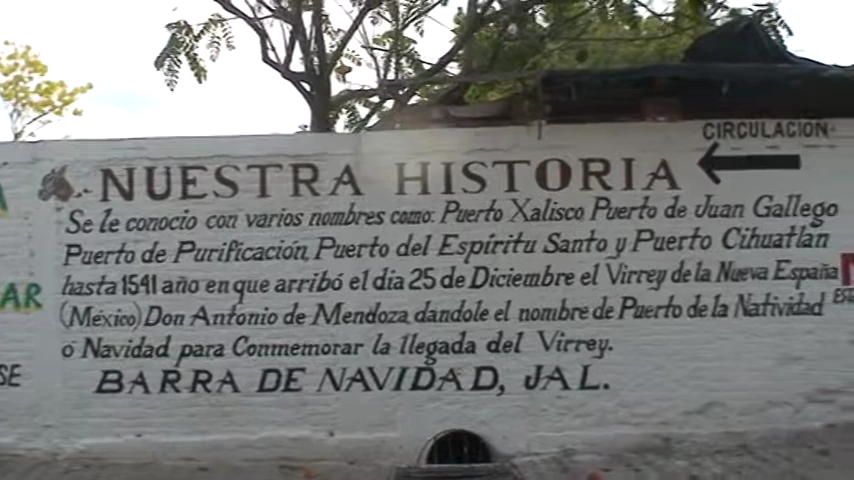 CIRCULACION
NUESTRA HISTORIA
Se le conocio con varios nombres como: Puerto Xalisco Puerto de Juan Gallego
Puerto de Purificación, Puerto del Espíritu Santo y Puerto Cihuatlán
hasta 1541 año en que arribó el dia 25 de Diciembre el Virrey de la Nueva España
(México) Don Antonio de Mendoza dandole el nombre de Puerto de la Natividad
ó Navidad para Conmemorar la llegada del Virrey.
BARRA DE NAVIDAD, JAL.
AR
SE